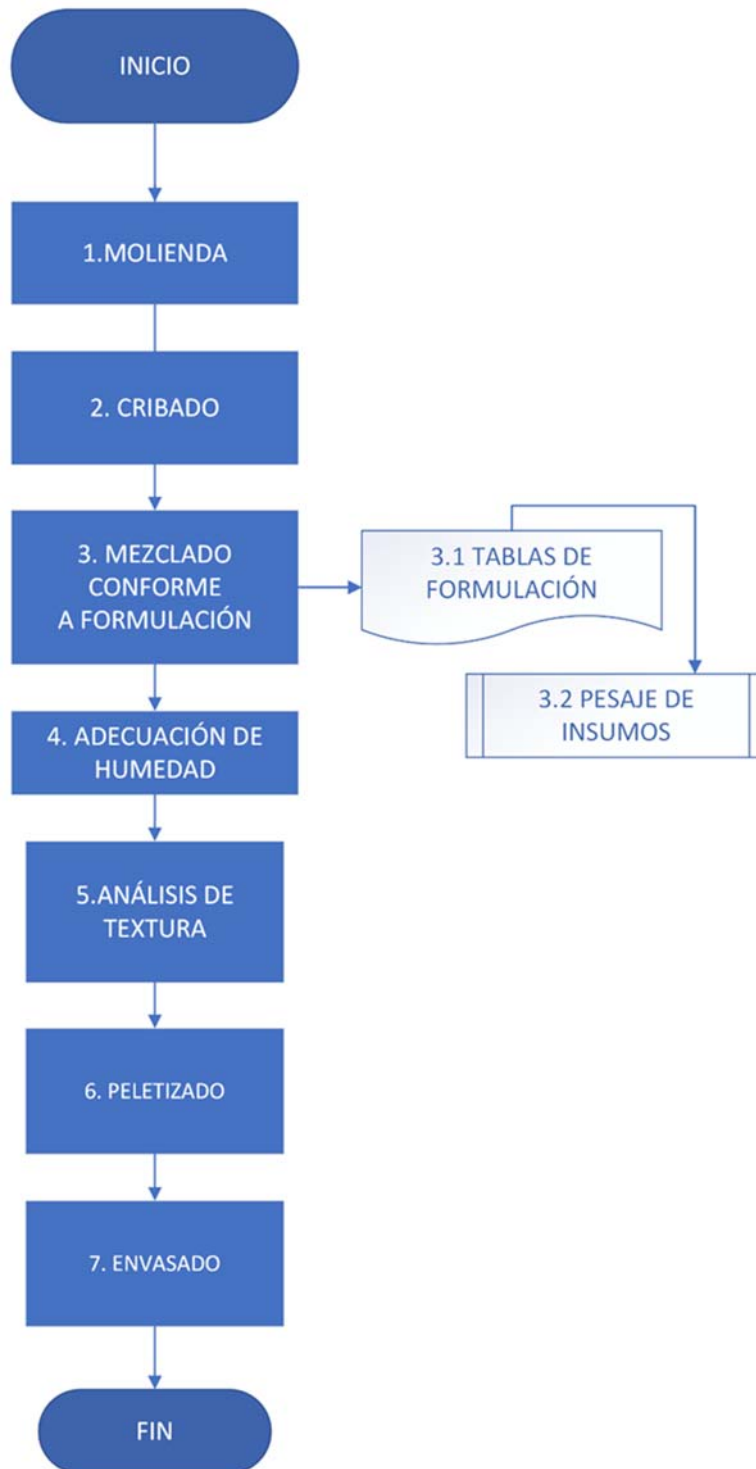 INICIO
1.MOLIENDA
2. CRIBADO
3. MEZCLADO
CONFORME
A FORMULACIÓN
3.1 TABLAS DE
FORMULACIÓN
3.2 PESAJE DE
INSUMOS
4. ADECUACIÓN DE
HUMEDAD
5.ANÁLISIS DE
TEXTURA
6. PELETIZADO
7. ENVASADO
FIN